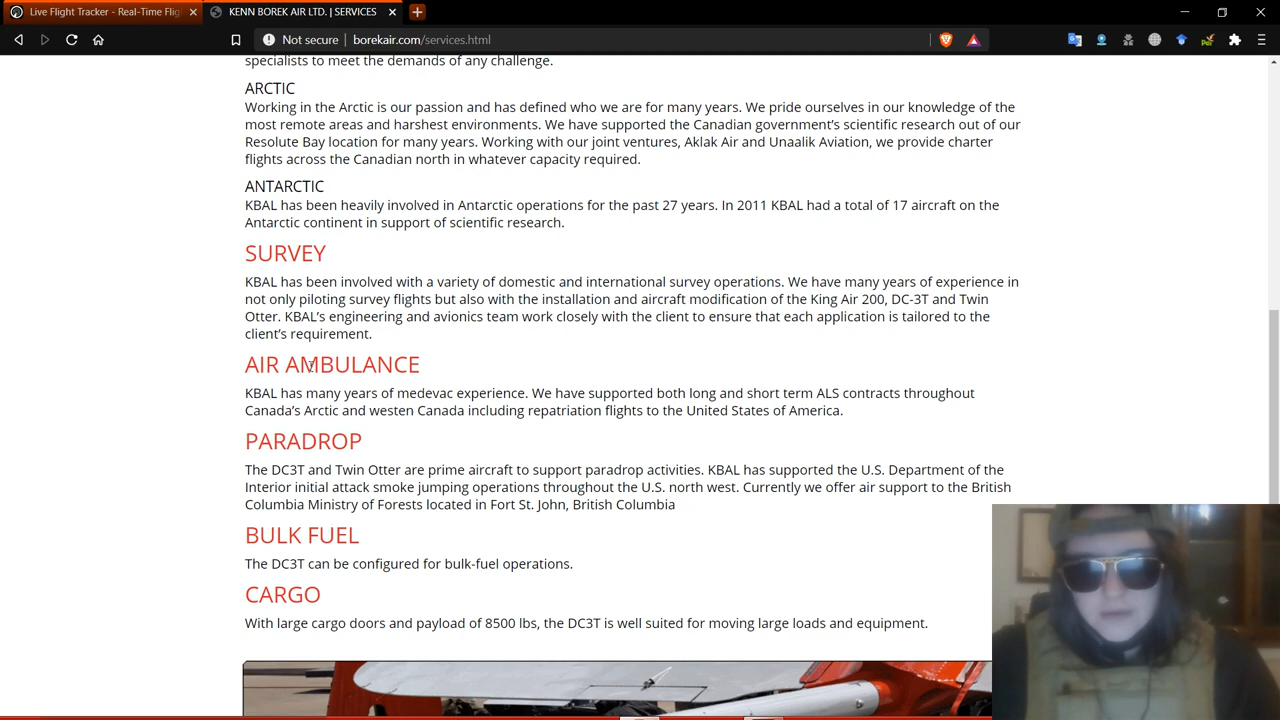 Live Flight Tracker - Real-Time Flig
KENN BOREK AIR LTD. | SERVICES
Not secure
borekair.com/services.html
specialists to meet the demands of any challenge.
ARCTIC
Working in the Arctic is our passion and has defined who we are for many years. We pride ourselves in our knowledge of the
most remote areas and harshest environments. We have supported the Canadian government's scientific research out of our
Resolute Bay location for many years. Working with our joint ventures, Aklak Air and Unaalik Aviation, we provide charter
flights across the Canadian north in whatever capacity required.
ANTARCTIC
KBAL has been heavily involved in Antarctic operations for the past 27 years. In 2011 KBAL had a total of 17 aircraft on the
Antarctic continent in support of scientific research.
SURVEY
KBAL has been involved with a variety of domestic and international survey operations. We have many years of experience in
not only piloting survey flights but also with the installation and aircraft modification of the King Air 200, DC-3T and Twin
Otter. KBAL's engineering and avionics team work closely with the client to ensure that each application is tailored to the
client's requirement.
AIR AMBULANCE
KBAL has many years of medevac experience. We have supported both long and short term ALS contracts throughout
Canada's Arctic and westen Canada including repatriation flights to the United States of America.
PARADROP
The DC3T and Twin Otter are prime aircraft to support paradrop activities. KBAL has supported the U.S. Department of the
Interior initial attack smoke jumping operations throughout the U.S. north west. Currently we offer air support to the British
Columbia Ministry of Forests located in Fort St. John, British Columbia
BULK FUEL
The DC3T can be configured for bulk-fuel operations.
CARGO
With large cargo doors and payload of 8500 lbs, the DC3T is well suited for moving large loads and equipment.